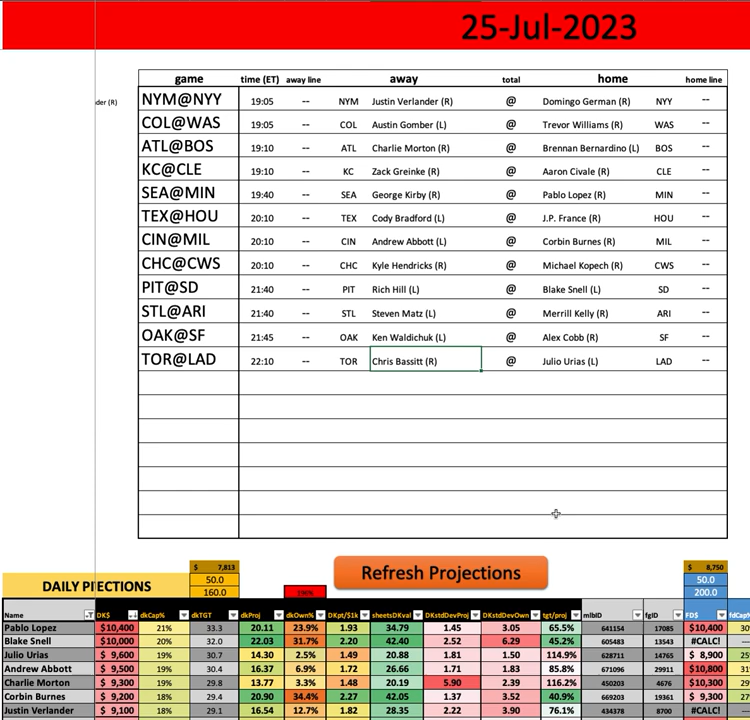 25-Jul-2023
game time (ET) away line away total home home line
der (R)
NYM@NYY 19:05 -- NYM Justin Verlander (R) @ Domingo German (R) NYY --
COL@WAS 19:05 -- COL Austin Gomber (L) @ Trevor Williams (R) WAS --
ATL@BOS 19:10 -- ATL Charlie Morton (R) @ Brennan Bernardino (L) BOS --
KC@CLE 19:10 -- KC Zack Greinke (R) @ Aaron Civale (R) CLE --
SEA@MIN 19:40 -- SEA George Kirby (R) @ Pablo Lopez (R) MIN --
TEX@HOU 20:10 -- TEX Cody Bradford (L) @ J.P. France (R) HOU --
CIN@MIL 20:10 -- CIN Andrew Abbott (L) @ Corbin Burnes (R) MIL --
CHC@CWS 20:10 -- CHC Kyle Hendricks (R) @ Michael Kopech (R) CWS --
PIT@SD 21:40 -- PIT Rich Hill (L) @ Blake Snell (L) SD --
STL@ARI 21:40 -- STL Steven Matz (L) @ Merrill Kelly (R) ARI --
OAK@SF 21:45 -- OAK Ken Waldichuk (L) @ Alex Cobb (R) SF --
TOR@LAD 22:10 -- TOR Chris Bassitt (R) @ Julio Urias (L) LAD --
$ 7,813 $ 8,750
DAILY PIECTIONS 50.0 Refresh Projections 50.0
160.0 200.0
Name DK$ dkCap% dkTGT dkProj dkOwn% DKpt/$1k sheetsDKval DKstdDevProj DKstdDevOwn tgt/proj mlbID fgID FD$ fdCap%
Pablo Lopez $10,400 21% 33.3 20.11 23.9% 1.93 34.79 1.45 3.05 65.5% 641154 17085 $10,400
Blake Snell $10,000 20% 32.0 22.03 31.7% 2.20 42.40 2.52 6.29 45.2% 605483 13543 #CALC!
Julio Urias $ 9,600 19% 30.7 14.30 2.5% 1.49 20.88 1.81 1.50 114.9% 628711 14765 $ 8,900
Andrew Abbott $ 9,500 19% 30.4 16.37 6.9% 1.72 26.66 1.71 1.83 85.8% 671096 29911 $10,800
Charlie Morton $ 9,300 19% 29.8 13.77 3.3% 1.48 20.19 5.90 2.39 116.2% 450203 4676 $10,300
Corbin Burnes $ 9,200 18% 29.4 20.90 34.4% 2.27 42.05 1.37 3.52 40.9% 669203 19361 $ 9,300
Justin Verlander $ 9,100 18% 29.1 16.54 12.7% 1.82 28.35 2.22 3.90 76.1% 434378 8700 #CALC!